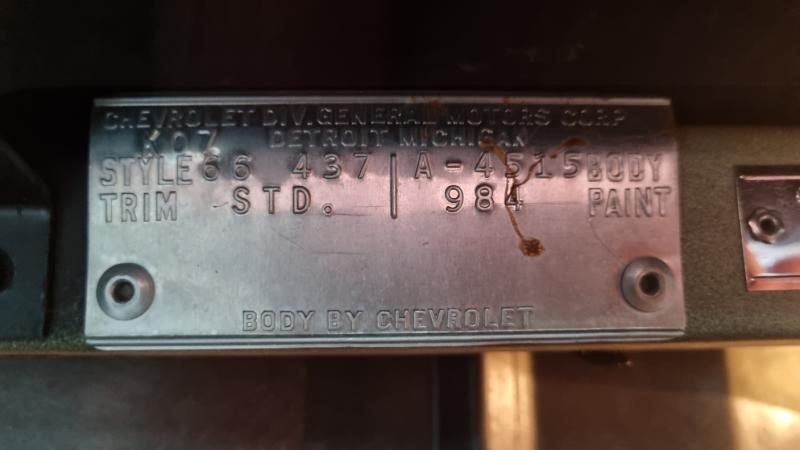 CHEVROLET DIV. GENERAL MOTORS CORP
K07 DETROIT MICHIGAN
STYLE 66 437 | A-4515 BODY
TRIM STD. | 984 PAINT
BODY BY CHEVROLET